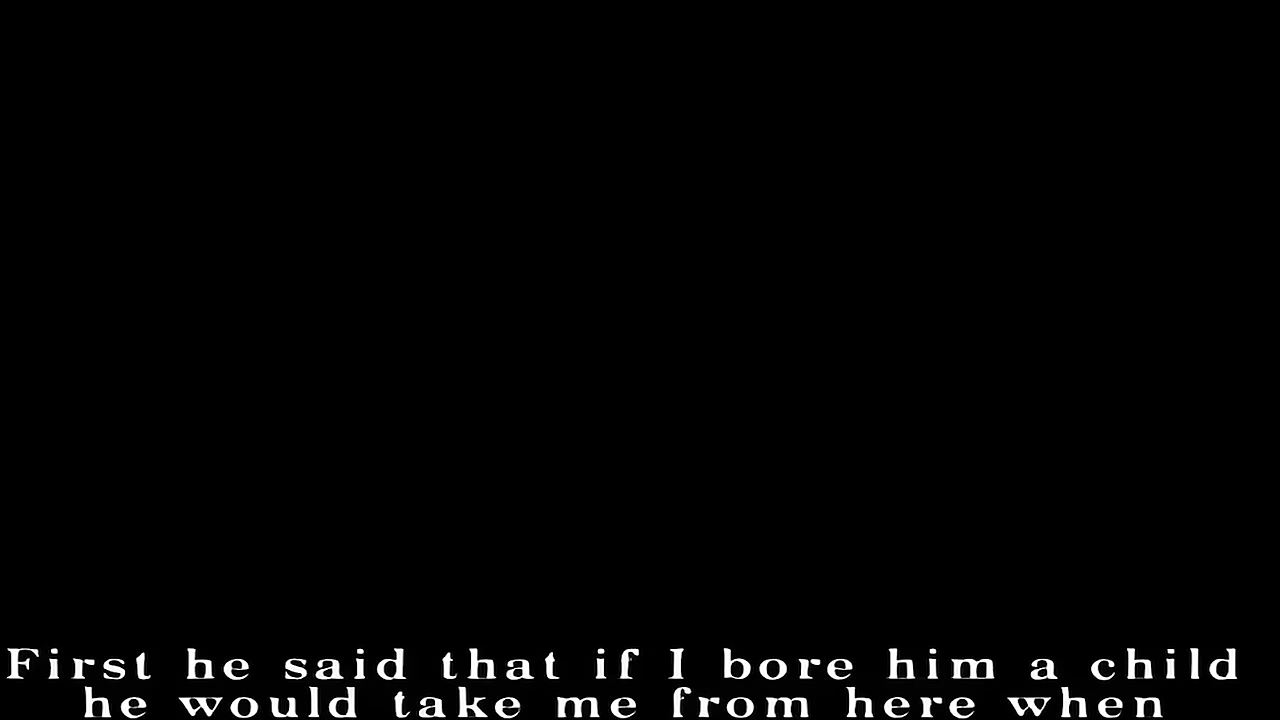 First he said that if I bore him a child
he would take me from here when